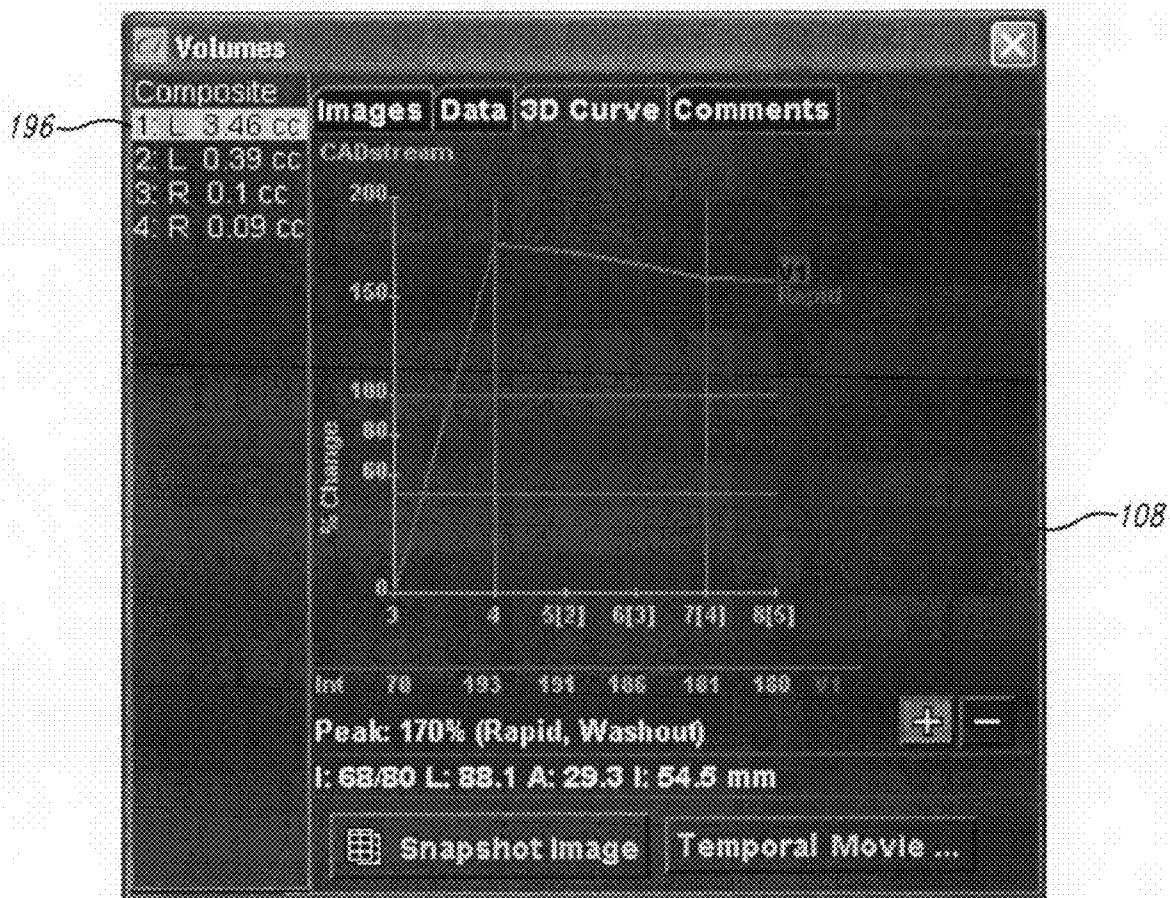 Volumes
Composite
196
1: L 3.46 cc
2: L 0.39 cc
3: R 0.1 cc
4: R 0.09 cc
Images Data 3D Curve Comments
CADstream
200
150
100
80
60
0
% Change
V1
Rapid
3 4 5[2] 6[3] 7[4] 8[5]
108
Int 193 191 181 180 V1
Peak: 170% (Rapid, Washout)
+ −
I: 68/80 L: 88.1 A: 29.3 I: 54.5 mm
Snapshot Image Temporal Movie ...